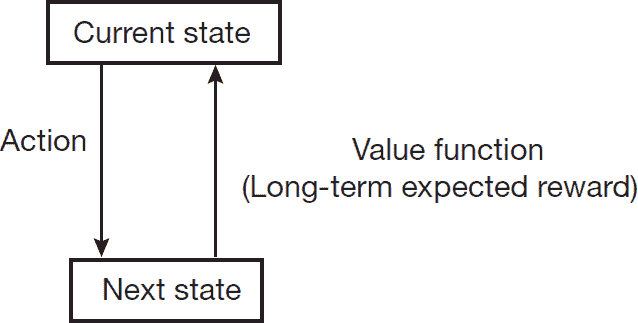 Current state
Action
Value function
(Long-term expected reward)
Next state